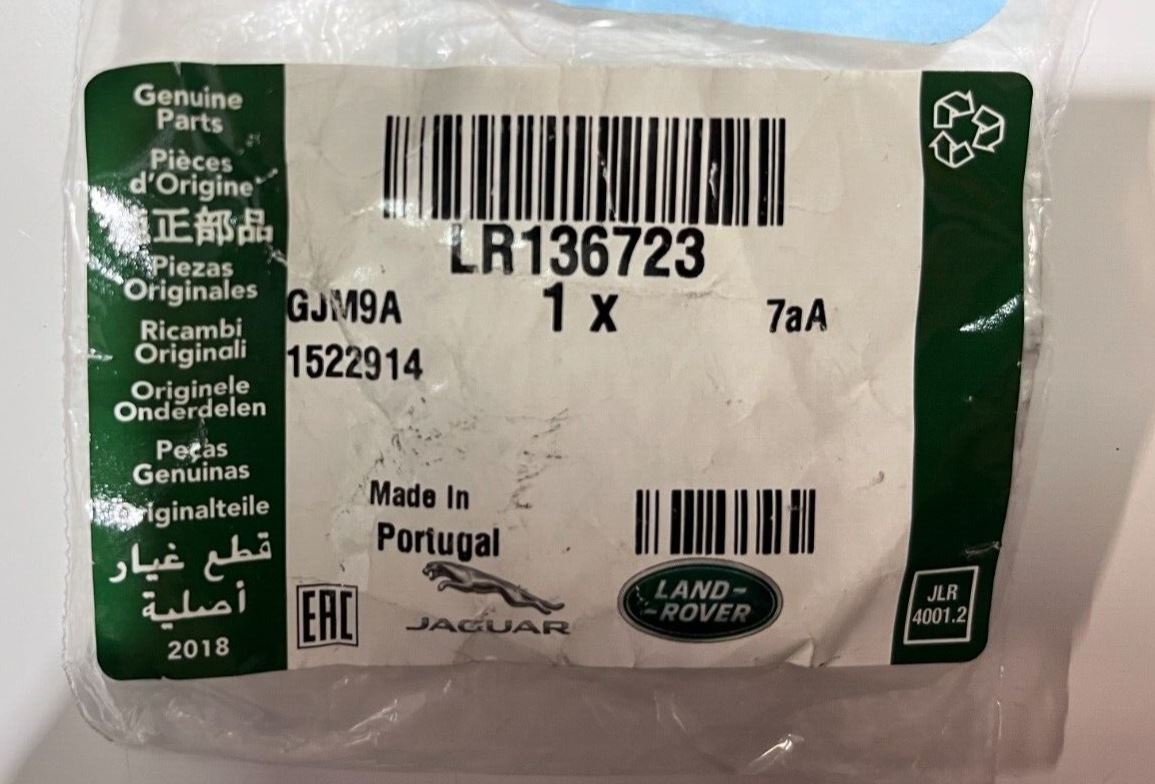 Genuine
Parts
Pièces
d'Origine
正部品
Piezas
Originales
Ricambi
Originali
Originele
Onderdelen
Peças
Genuinas
Originalteile
قطع غيار
أصلية
2018
LR136723
GJM9A 1 x 7aA
1522914
Made In
Portugal
EAC
JAGUAR
LAND-
-ROVER
JLR
4001.2